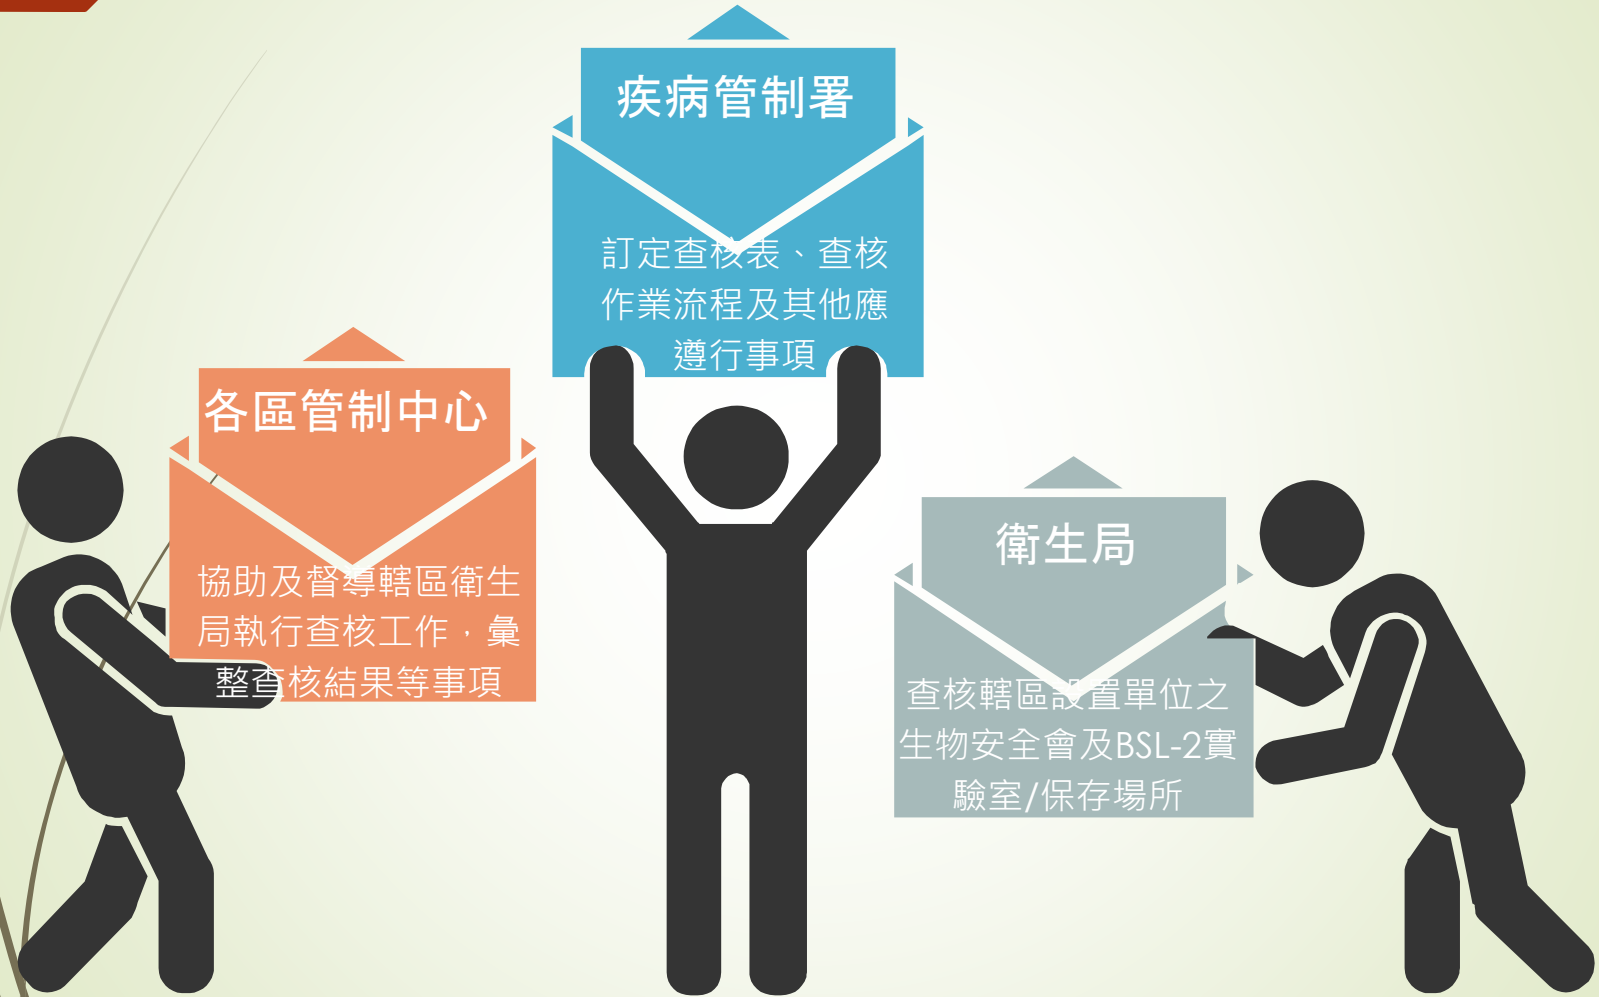 疾病管制署
訂定查核表、查核
作業流程及其他應
遵行事項
各區管制中心
協助及督導轄區衛生
局執行查核工作，彙
整查核結果等事項
衛生局
查核轄區設置單位之
生物安全會及BSL-2實
驗室/保存場所